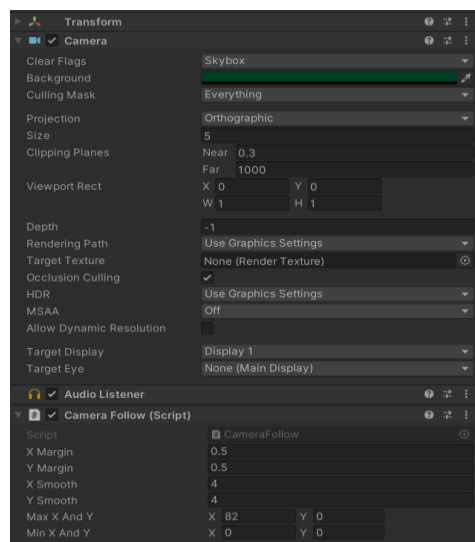 Transform
Camera
Clear Flags Skybox
Background
Culling Mask Everything
Projection Orthographic
Size 5
Clipping Planes Near 0.3
Far 1000
Viewport Rect X 0 Y 0
W 1 H 1
Depth -1
Rendering Path Use Graphics Settings
Target Texture None (Render Texture)
Occlusion Culling
HDR Use Graphics Settings
MSAA Off
Allow Dynamic Resolution
Target Display Display 1
Target Eye None (Main Display)
Audio Listener
# Camera Follow (Script)
Script # CameraFollow
X Margin 0.5
Y Margin 0.5
X Smooth 4
Y Smooth 4
Max X And Y X 82 Y 0
Min X And Y X 0 Y 0